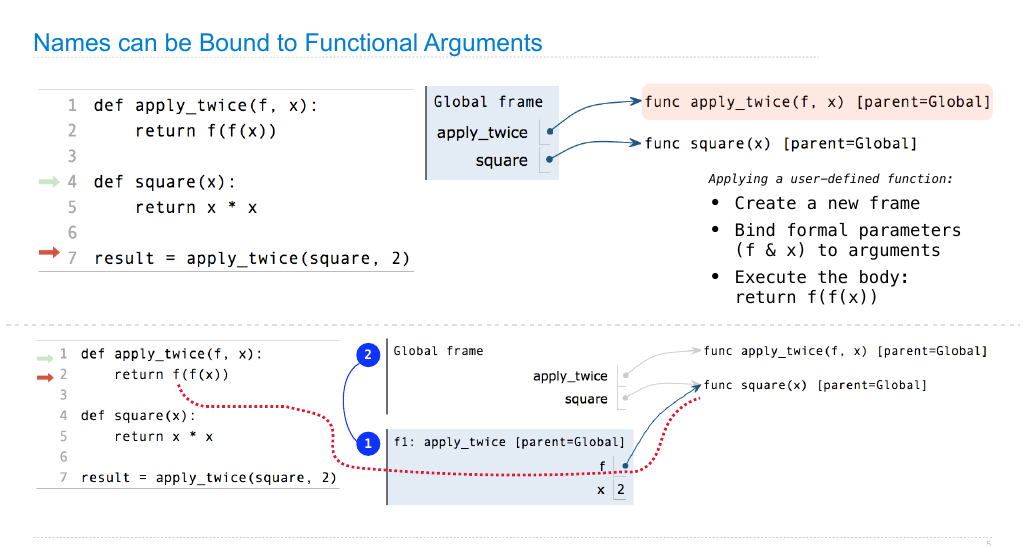 Names can be Bound to Functional Arguments
1 def apply_twice(f, x):
2 return f(f(x))
3
4 def square(x):
5 return x * x
6
7 result = apply_twice(square, 2)
Global frame
apply_twice
square
func apply_twice(f, x) [parent=Global]
func square(x) [parent=Global]
Applying a user-defined function:
• Create a new frame
• Bind formal parameters
(f & x) to arguments
• Execute the body:
return f(f(x))
1 def apply_twice(f, x):
2 return f(f(x))
3
4 def square(x):
5 return x * x
6
7 result = apply_twice(square, 2)
2
Global frame
apply_twice
square
func apply_twice(f, x) [parent=Global]
func square(x) [parent=Global]
1
f1: apply_twice [parent=Global]
f
x 2